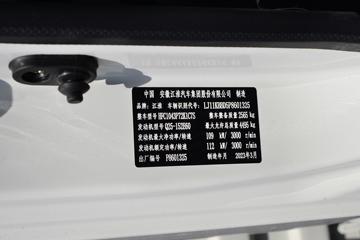 中国 安徽江淮汽车集团股份有限公司 制造
品牌：江淮 车辆识别代号：LJ11KBBD5P8601325
整车型号 HFC1043P72K1C7S 整车整备质量 2565 kg
发动机型号 Q25-152E60 最大允许总质量 4495 kg
发动机最大净功率/转速 109 kW/ 3000 r/min
发动机额定功率/转速 112 kW/ 3000 r/min
出厂编号 P8601325 制造年月 2023年3月